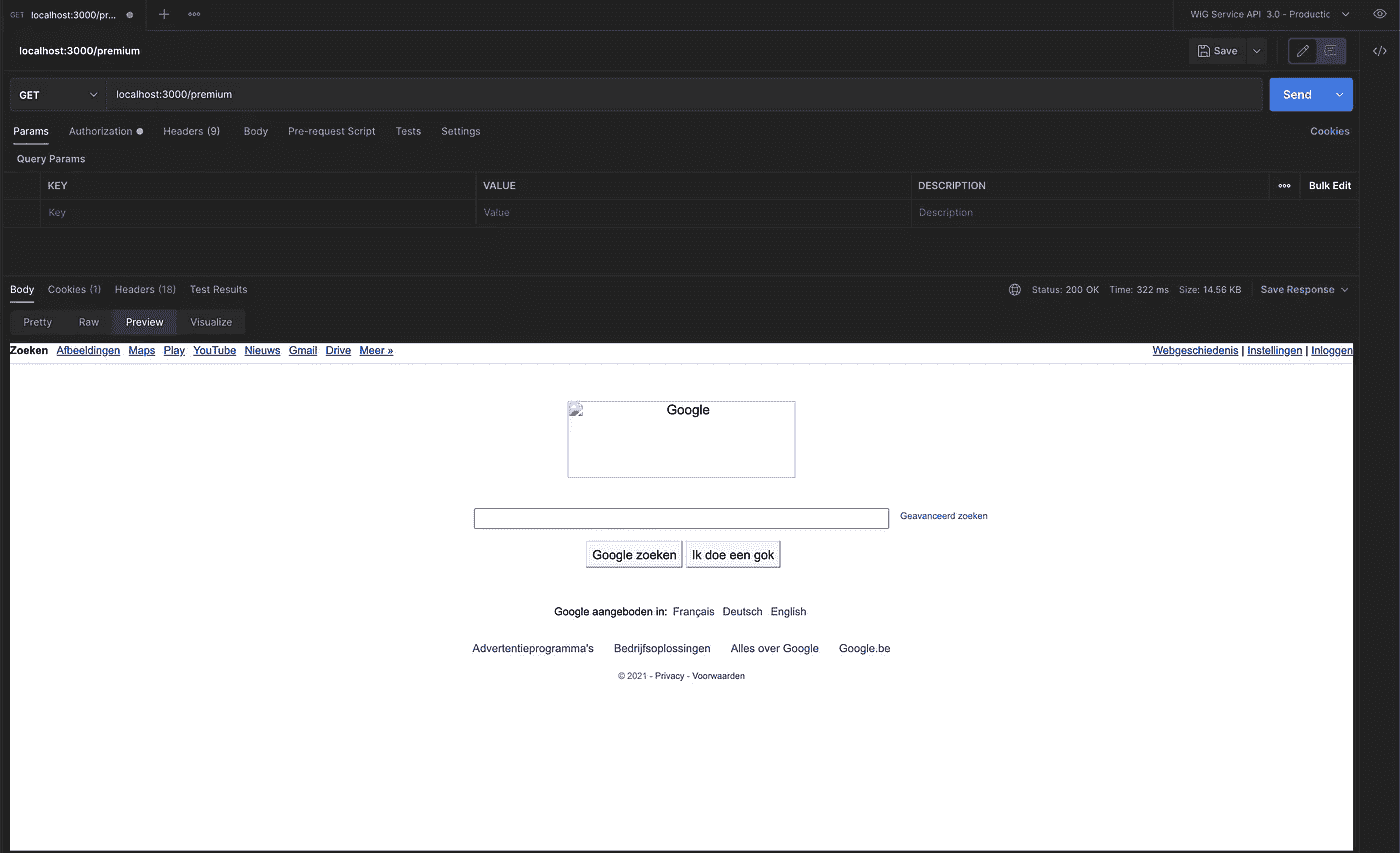 GET localhost:3000/pr...
WIG Service API 3.0 - Productic
localhost:3000/premium
Save
GET localhost:3000/premium Send
Params Authorization Headers (9) Body Pre-request Script Tests Settings Cookies
Query Params
KEY VALUE DESCRIPTION Bulk Edit
Key Value Description
Body Cookies (1) Headers (18) Test Results Status: 200 OK Time: 322 ms Size: 14.56 KB Save Response
Pretty Raw Preview Visualize
Zoeken Afbeeldingen Maps Play YouTube Nieuws Gmail Drive Meer » Webgeschiedenis | Instellingen | Inloggen
Google
Geavanceerd zoeken
Google zoeken Ik doe een gok
Google aangeboden in: Français Deutsch English
Advertentieprogramma's Bedrijfsoplossingen Alles over Google Google.be
© 2021 - Privacy - Voorwaarden